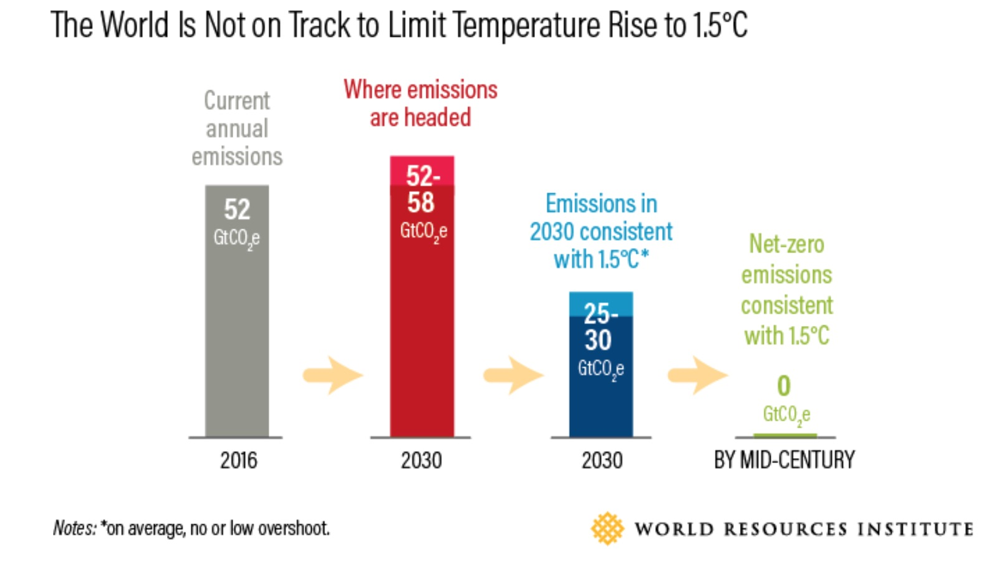 The World Is Not on Track to Limit Temperature Rise to 1.5°C
Current
annual
emissions
52
GtCO₂e
2016
Where emissions
are headed
52-
58
GtCO₂e
2030
Emissions in
2030 consistent
with 1.5°C*
25-
30
GtCO₂e
2030
Net-zero
emissions
consistent
with 1.5°C
0
GtCO₂e
BY MID-CENTURY
Notes: *on average, no or low overshoot.
WORLD RESOURCES INSTITUTE